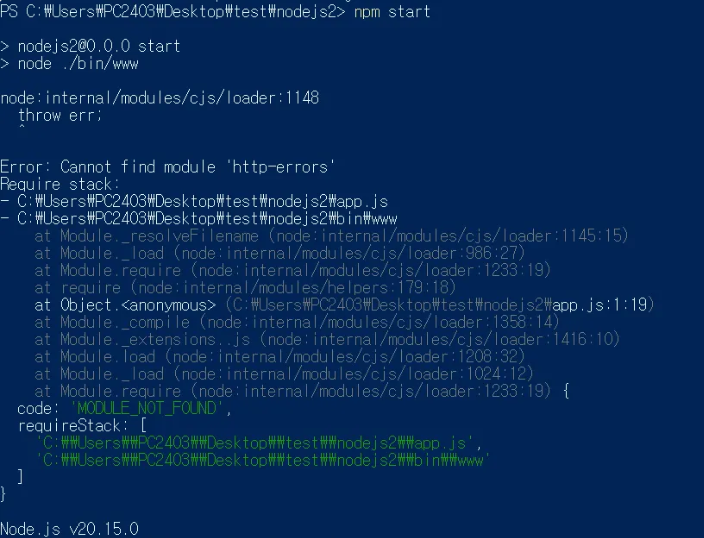 PS C:₩Users₩PC2403₩Desktop₩test₩nodejs2> npm start
> nodejs2@0.0.0 start
> node ./bin/www
node:internal/modules/cjs/loader:1148
  throw err;
  ^
Error: Cannot find module 'http-errors'
Require stack:
- C:₩Users₩PC2403₩Desktop₩test₩nodejs2₩app.js
- C:₩Users₩PC2403₩Desktop₩test₩nodejs2₩bin₩www
    at Module._resolveFilename (node:internal/modules/cjs/loader:1145:15)
    at Module._load (node:internal/modules/cjs/loader:986:27)
    at Module.require (node:internal/modules/cjs/loader:1233:19)
    at require (node:internal/modules/helpers:179:18)
    at Object.<anonymous> (C:₩Users₩PC2403₩Desktop₩test₩nodejs2₩app.js:1:19)
    at Module._compile (node:internal/modules/cjs/loader:1358:14)
    at Module._extensions..js (node:internal/modules/cjs/loader:1416:10)
    at Module.load (node:internal/modules/cjs/loader:1208:32)
    at Module._load (node:internal/modules/cjs/loader:1024:12)
    at Module.require (node:internal/modules/cjs/loader:1233:19) {
  code: 'MODULE_NOT_FOUND',
  requireStack: [
    'C:₩₩Users₩₩PC2403₩₩Desktop₩₩test₩₩nodejs2₩₩app.js',
    'C:₩₩Users₩₩PC2403₩₩Desktop₩₩test₩₩nodejs2₩₩bin₩₩www'
  ]
}
Node.js v20.15.0